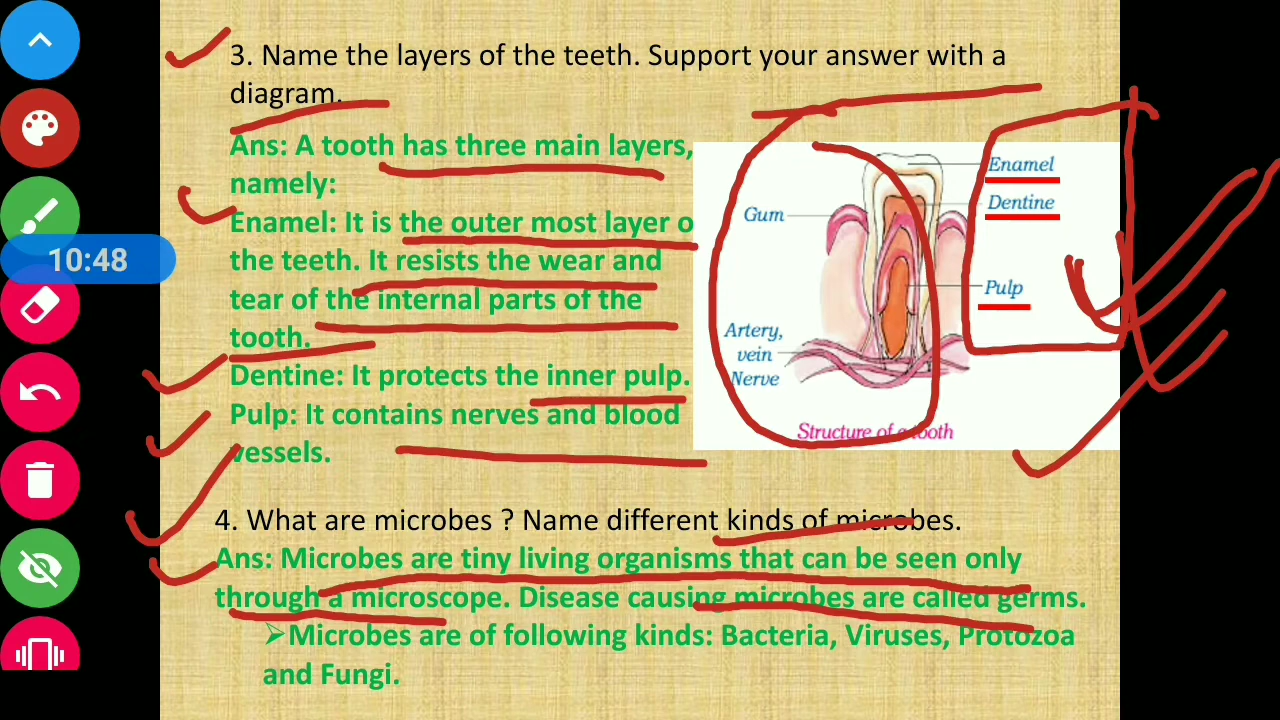 3. Name the layers of the teeth. Support your answer with a
diagram.
Ans: A tooth has three main layers,
namely:
Enamel: It is the outer most layer o
the teeth. It resists the wear and
tear of the internal parts of the
tooth.
Dentine: It protects the inner pulp.
Pulp: It contains nerves and blood
vessels.
Enamel
Dentine
Gum
Pulp
Artery,
vein
Nerve
Structure of a tooth
10:48
4. What are microbes ? Name different kinds of microbes.
Ans: Microbes are tiny living organisms that can be seen only
through a microscope. Disease causing microbes are called germs.
➢Microbes are of following kinds: Bacteria, Viruses, Protozoa
and Fungi.